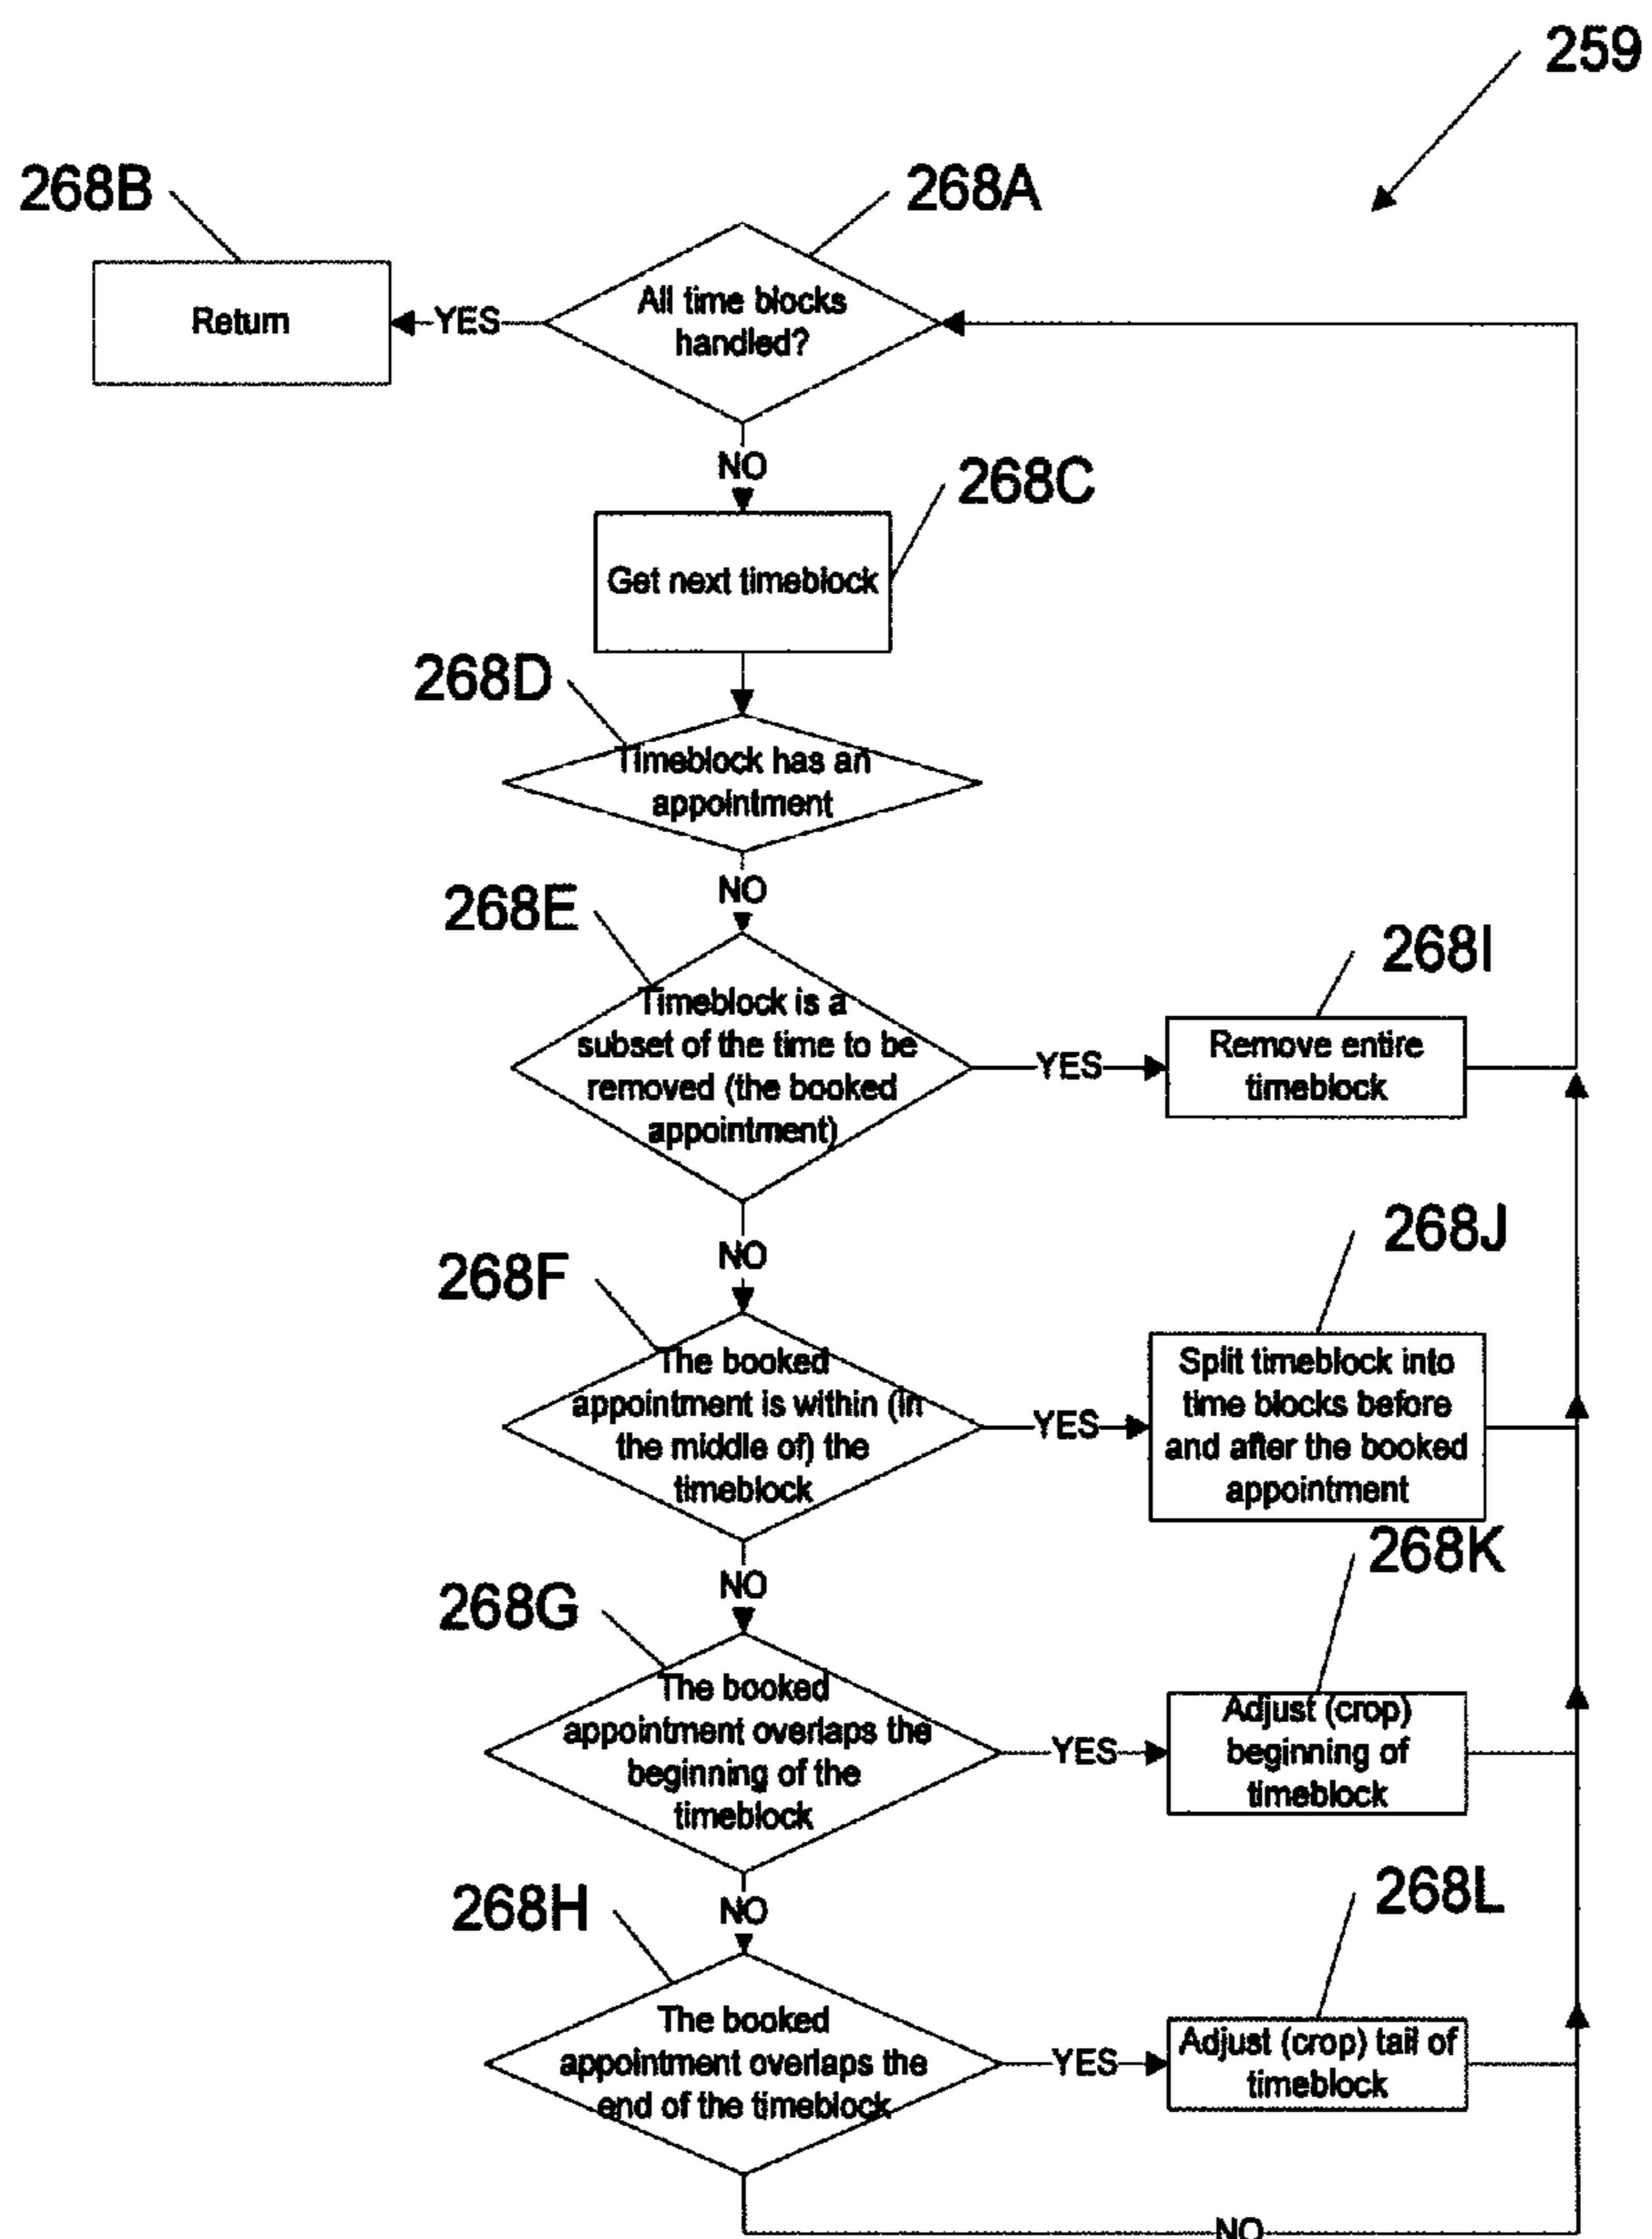 259
268B
268A
All time blocks
handled?
YES
Return
NO
268C
Get next timeblock
268D
Timeblock has an
appointment
NO
268E
Timeblock is a
subset of the time to be
removed (the booked
appointment)
YES
268I
Remove entire
timeblock
NO
268F
The booked
appointment is within (in
the middle of) the
timeblock
YES
268J
Split timeblock into
time blocks before
and after the booked
appointment
NO
268G
The booked
appointment overlaps the
beginning of the
timeblock
YES
268K
Adjust (crop)
beginning of
timeblock
NO
268H
The booked
appointment overlaps the
end of the timeblock
YES
268L
Adjust (crop) tail of
timeblock
NO